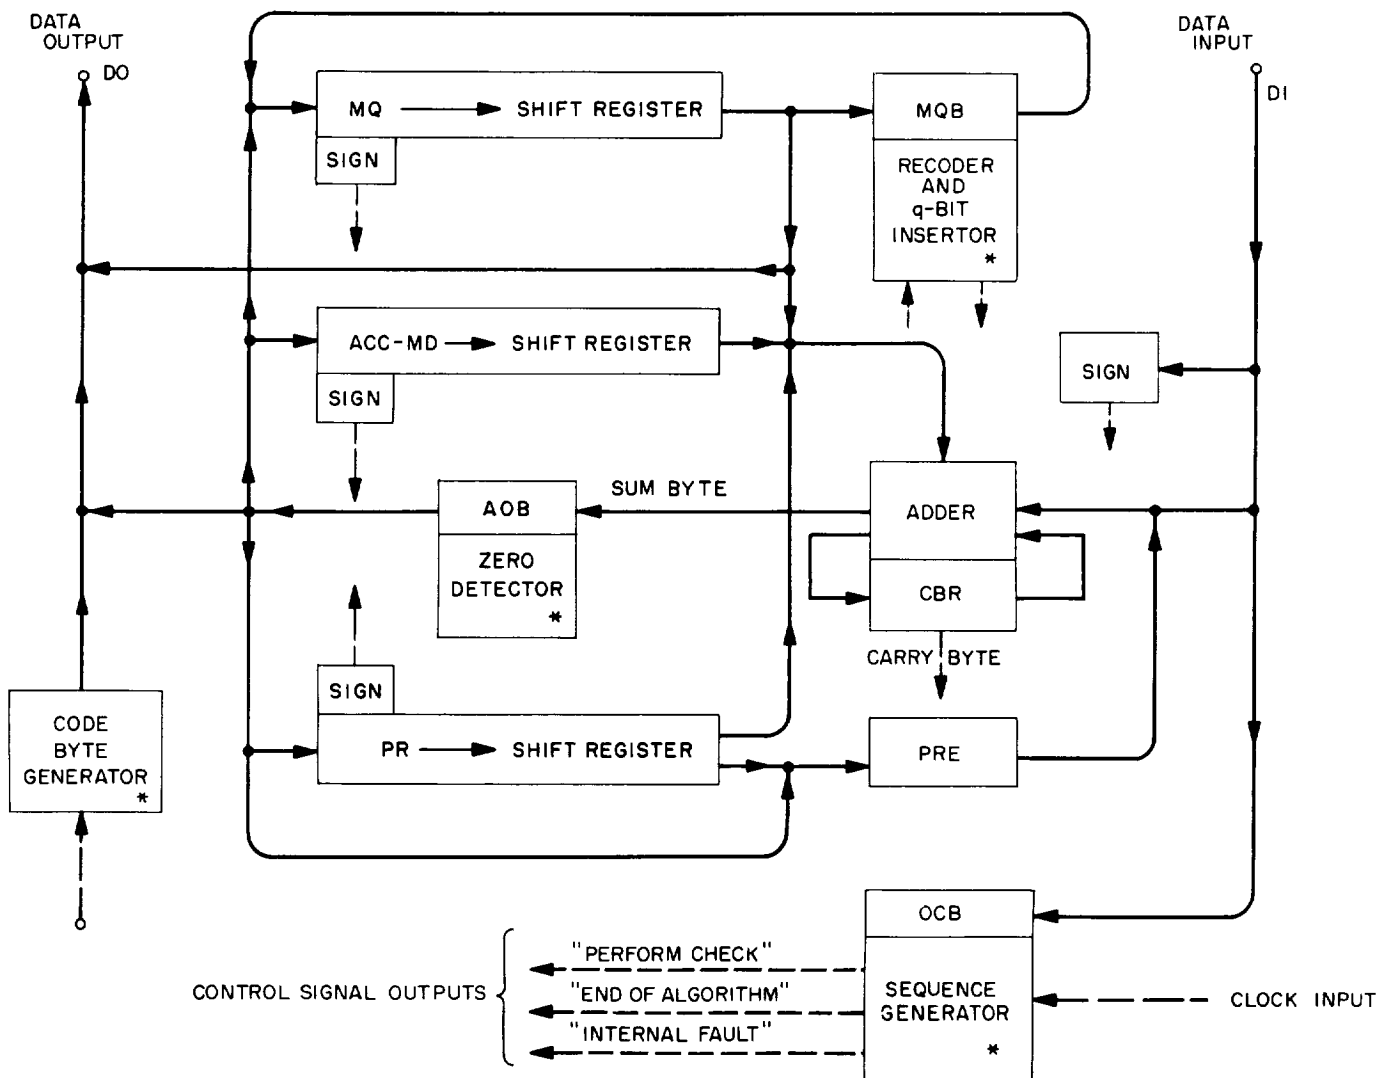 DATA
OUTPUT
DO
DATA
INPUT
DI
MQ SHIFT REGISTER
SIGN
MQB
RECODER
AND
q-BIT
INSERTOR
*
ACC-MD SHIFT REGISTER
SIGN
SIGN
AOB
ZERO
DETECTOR
*
SUM BYTE
ADDER
CBR
CARRY BYTE
SIGN
PR SHIFT REGISTER
PRE
CODE
BYTE
GENERATOR
*
OCB
SEQUENCE
GENERATOR
*
CONTROL SIGNAL OUTPUTS
"PERFORM CHECK"
"END OF ALGORITHM"
"INTERNAL FAULT"
CLOCK INPUT